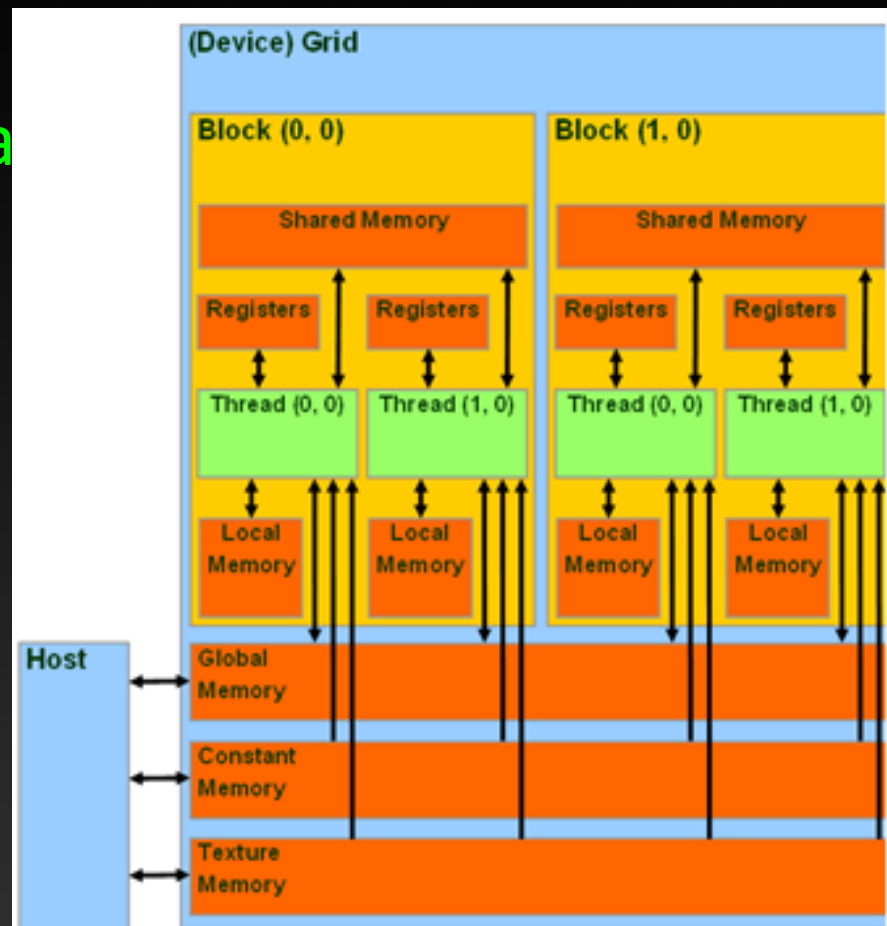 (Device) Grid
a
Block (0, 0)
Block (1, 0)
Shared Memory
Shared Memory
Registers
Registers
Registers
Registers
Thread (0, 0)
Thread (1, 0)
Thread (0, 0)
Thread (1, 0)
Local
Memory
Local
Memory
Local
Memory
Local
Memory
Host
Global
Memory
Constant
Memory
Texture
Memory